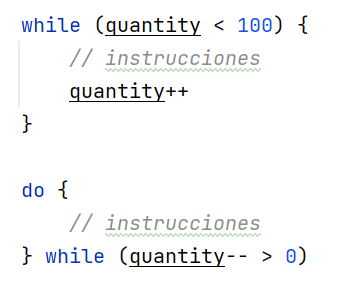 while (quantity < 100) {
    // instrucciones
    quantity++
}

do {
    // instrucciones
} while (quantity-- > 0)